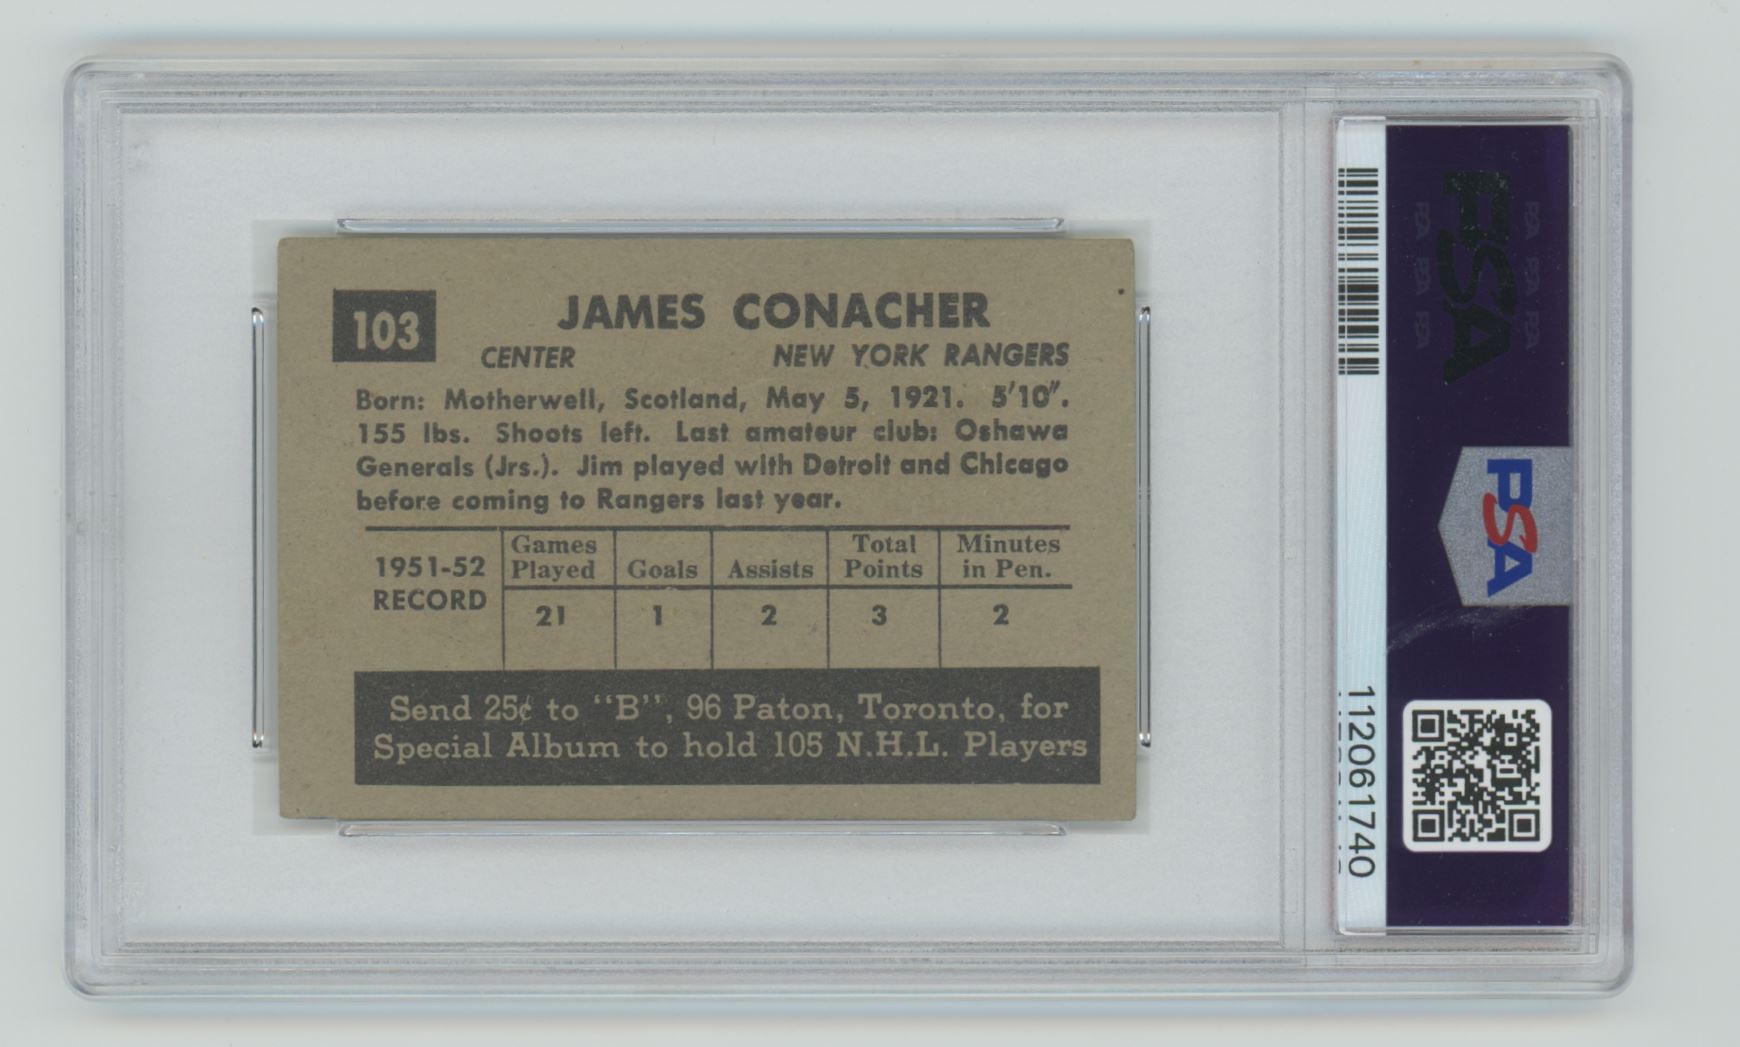 103
JAMES CONACHER
CENTER NEW YORK RANGERS
Born: Motherwell, Scotland, May 5, 1921. 5'10".
155 lbs. Shoots left. Last amateur club: Oshawa
Generals (Jrs.). Jim played with Detroit and Chicago
before coming to Rangers last year.
1951-52 RECORD
Games Played Goals Assists Total Points Minutes in Pen.
21 1 2 3 2
Send 25¢ to "B", 96 Paton, Toronto, for
Special Album to hold 105 N.H.L. Players
PSA
PSA
112061740